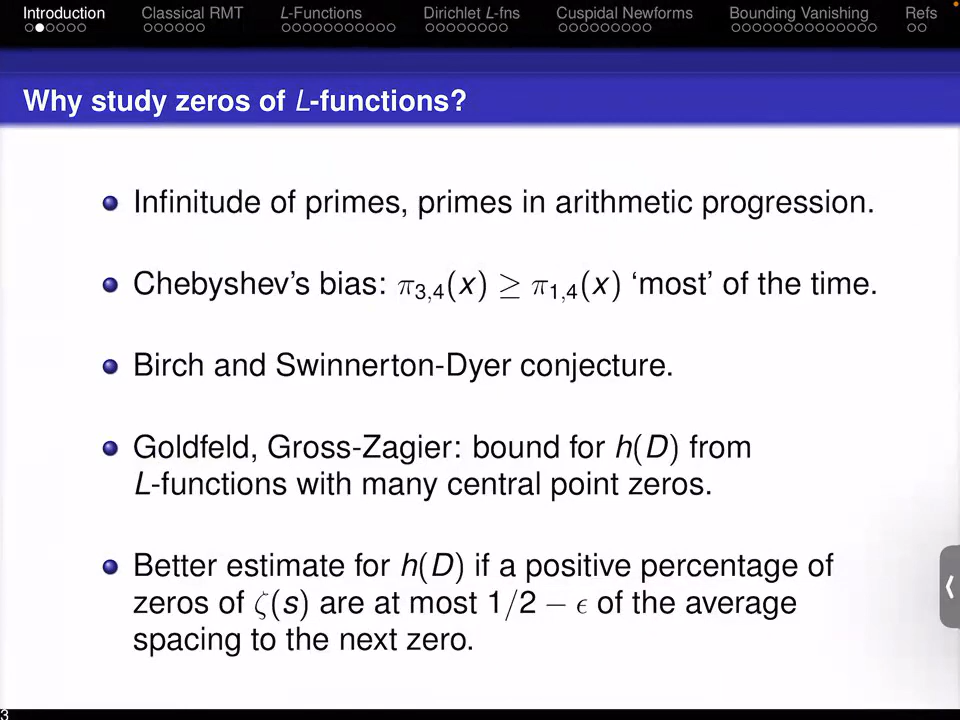 Introduction Classical RMT L-Functions Dirichlet L-fns Cuspidal Newforms Bounding Vanishing Refs
Why study zeros of L-functions?
Infinitude of primes, primes in arithmetic progression.
Chebyshev’s bias: π₃,₄(x) ≥ π₁,₄(x) ‘most’ of the time.
Birch and Swinnerton-Dyer conjecture.
Goldfeld, Gross-Zagier: bound for h(D) from
L-functions with many central point zeros.
Better estimate for h(D) if a positive percentage of
zeros of ζ(s) are at most 1/2 − ϵ of the average
spacing to the next zero.
3